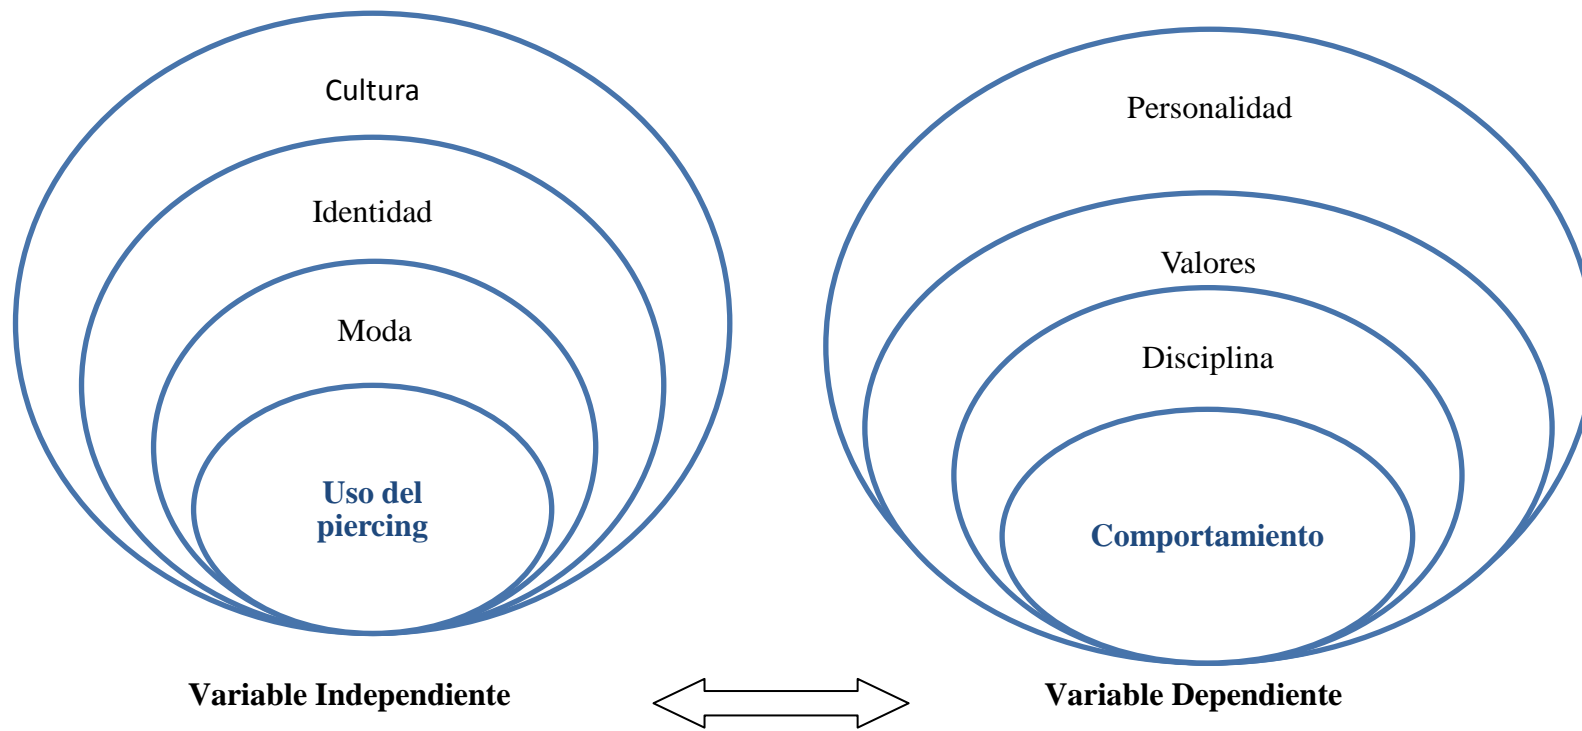 Cultura
Identidad
Moda
Uso del
piercing
Variable Independiente
Personalidad
Valores
Disciplina
Comportamiento
Variable Dependiente